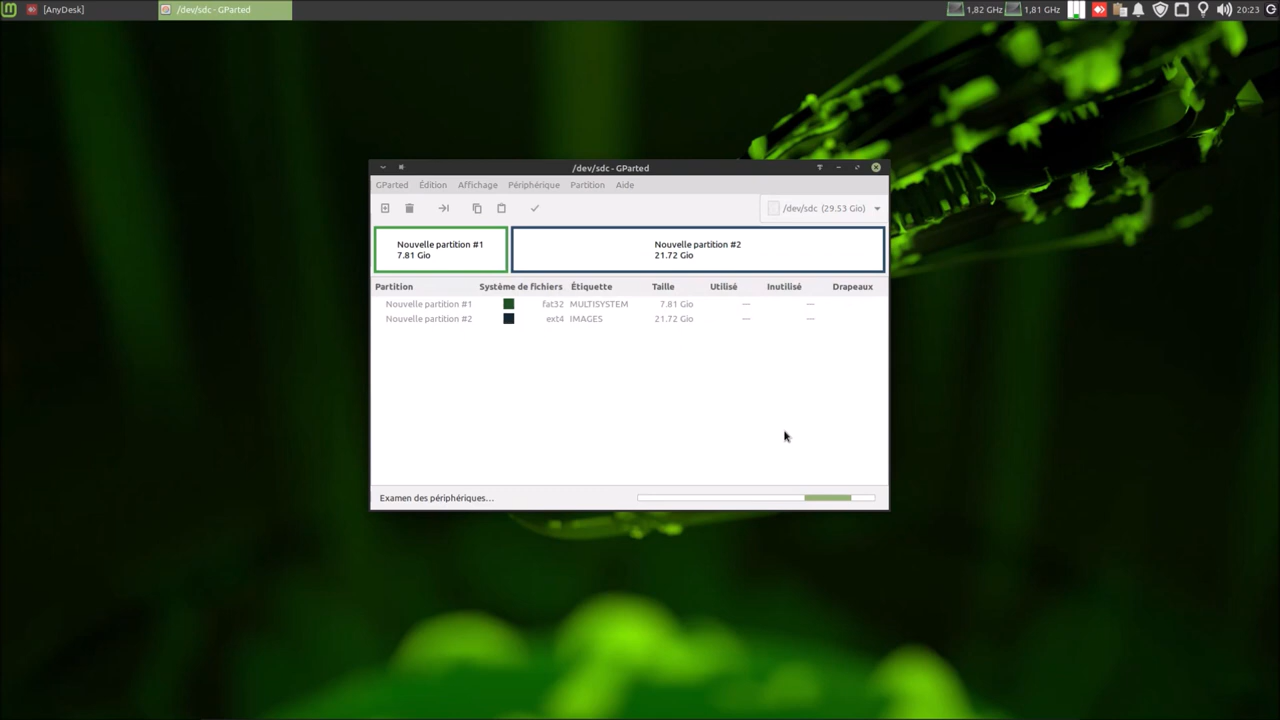 [AnyDesk]
/dev/sdc - GParted
1,82 GHz
1,81 GHz
20:23
/dev/sdc - GParted
GParted Édition Affichage Périphérique Partition Aide
/dev/sdc (29.53 Gio)
Nouvelle partition #1
7.81 Gio
Nouvelle partition #2
21.72 Gio
Partition Système de fichiers Étiquette Taille Utilisé Inutilisé Drapeaux
Nouvelle partition #1 fat32 MULTISYSTEM 7.81 Gio — —
Nouvelle partition #2 ext4 IMAGES 21.72 Gio — —
Examen des périphériques...